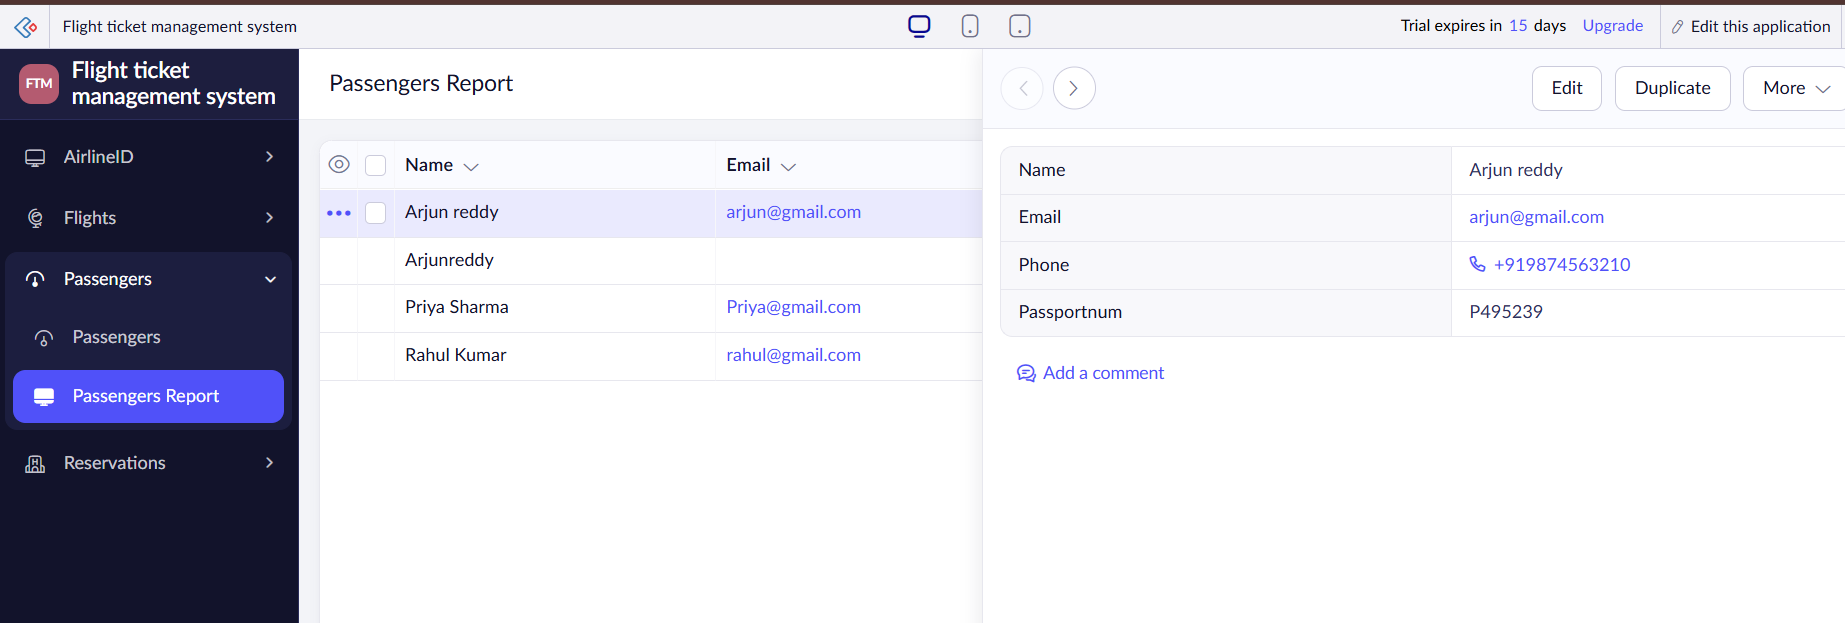 Flight ticket management system
Trial expires in 15 days Upgrade
Edit this application
FTM
Flight ticket
management system
AirlineID
Flights
Passengers
Passengers
Passengers Report
Reservations
Passengers Report
Name Email
Arjun reddy arjun@gmail.com
Arjunreddy
Priya Sharma Priya@gmail.com
Rahul Kumar rahul@gmail.com
Edit Duplicate More
Name Arjun reddy
Email arjun@gmail.com
Phone +919874563210
Passportnum P495239
Add a comment